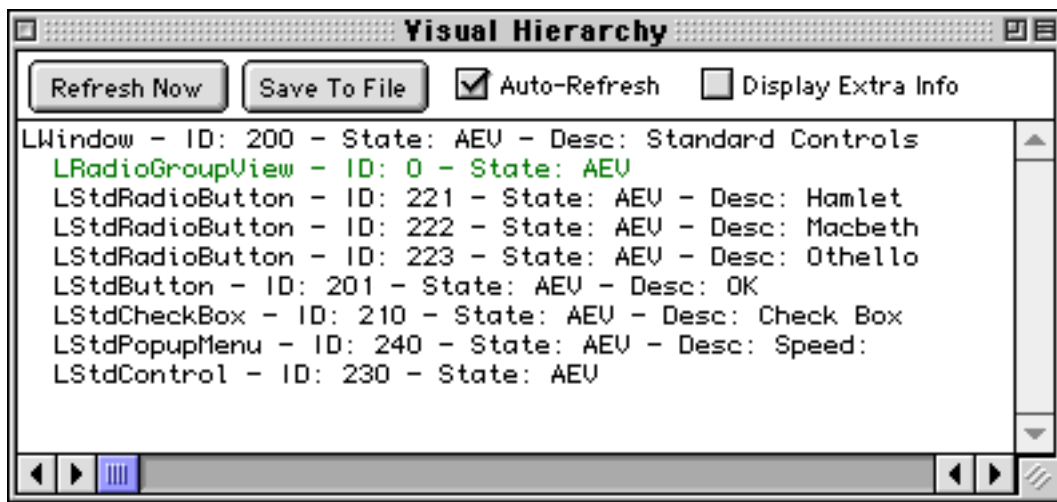 Visual Hierarchy
Refresh Now Save To File Auto-Refresh Display Extra Info
LWindow - ID: 200 - State: AEV - Desc: Standard Controls
LRadioGroupView - ID: 0 - State: AEV
LStdRadioButton - ID: 221 - State: AEV - Desc: Hamlet
LStdRadioButton - ID: 222 - State: AEV - Desc: Macbeth
LStdRadioButton - ID: 223 - State: AEV - Desc: Othello
LStdButton - ID: 201 - State: AEV - Desc: OK
LStdCheckBox - ID: 210 - State: AEV - Desc: Check Box
LStdPopupMenu - ID: 240 - State: AEV - Desc: Speed:
LStdControl - ID: 230 - State: AEV